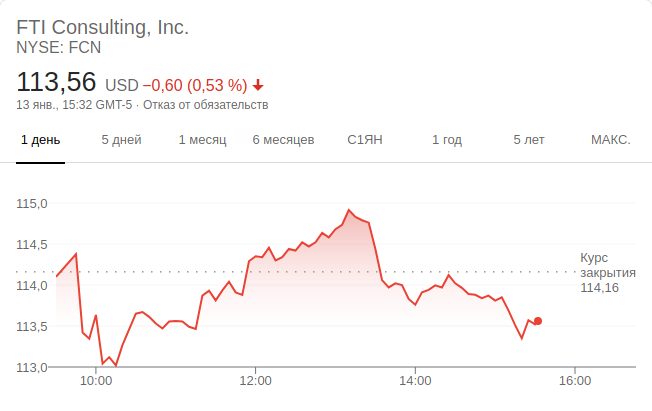 FTI Consulting, Inc.
NYSE: FCN
113,56 USD −0,60 (0,53 %)
13 янв., 15:32 GMT-5 · Отказ от обязательств
1 день 5 дней 1 месяц 6 месяцев С1ЯН 1 год 5 лет МАКС.
115,0
114,5
Курс
закрытия
114,16
114,0
113,5
113,0
10:00 12:00 14:00 16:00